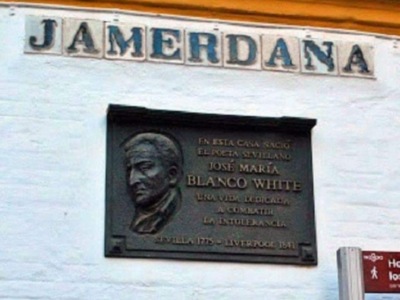 JAMERDANA
EN ESTA CASA NACIÓ
EL POETA SEVILLANO
JOSÉ MARÍA
BLANCO WHITE
UNA VIDA DEDICADA
A COMBATIR
LA INTOLERANCIA
SEVILLA 1775 - LIVERPOOL 1841